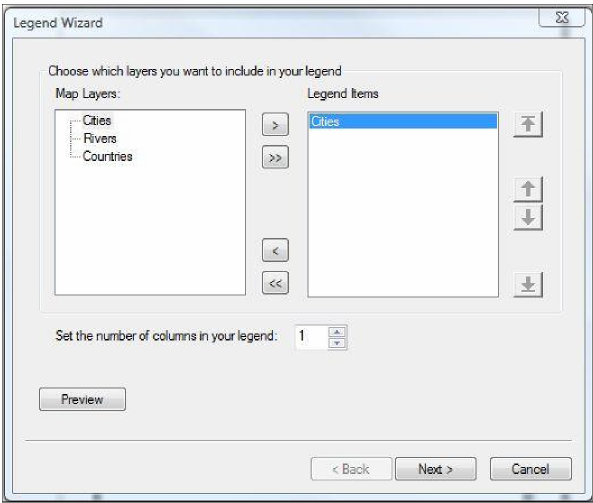 Legend Wizard
Choose which layers you want to include in your legend
Map Layers:
Legend Items
Cities
Rivers
Countries
>
>>
<
<<
Cities
Set the number of columns in your legend: 1
Preview
< Back
Next >
Cancel